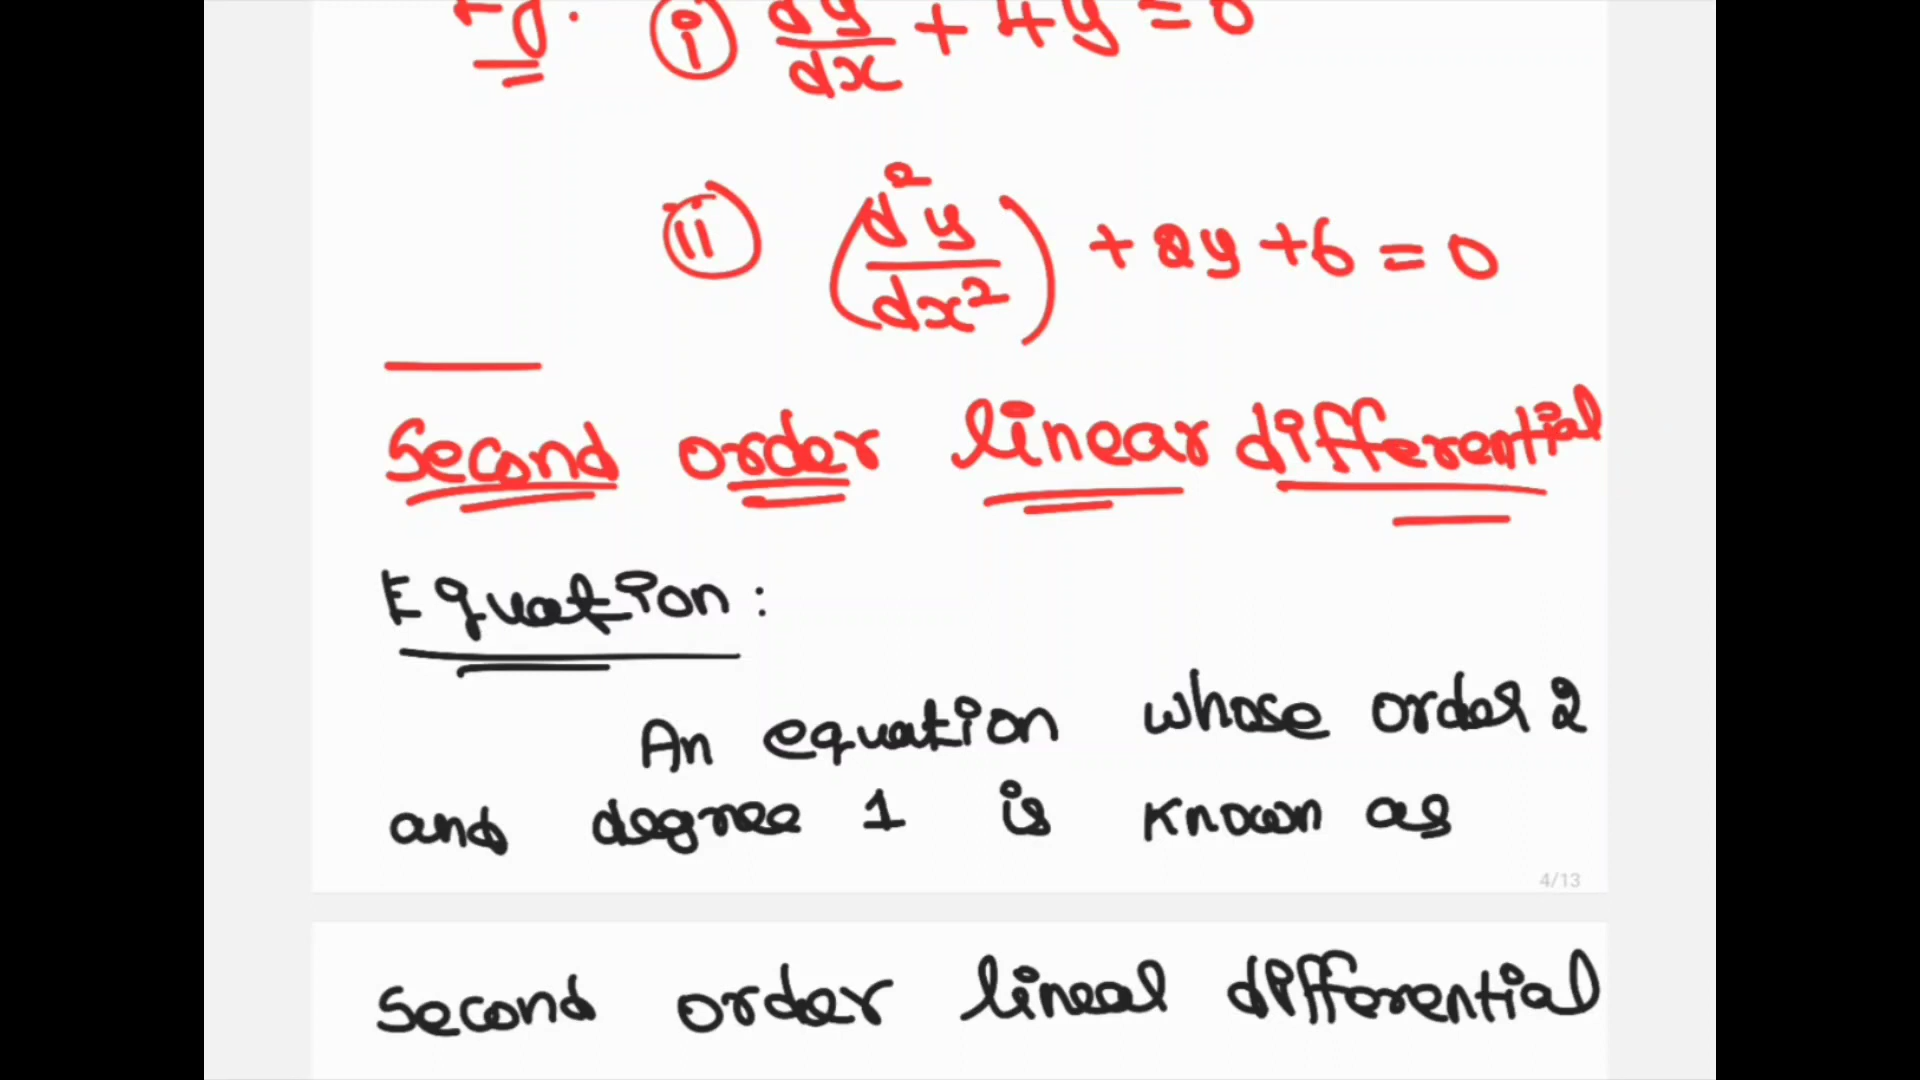 Eg: (i) dy/dx + 4y = 0
(ii) (d²y/dx²) + 2y + 6 = 0
Second order linear differential
Equation:
An equation whose order 2
and degree 1 is known as
4/13
Second order linear differential